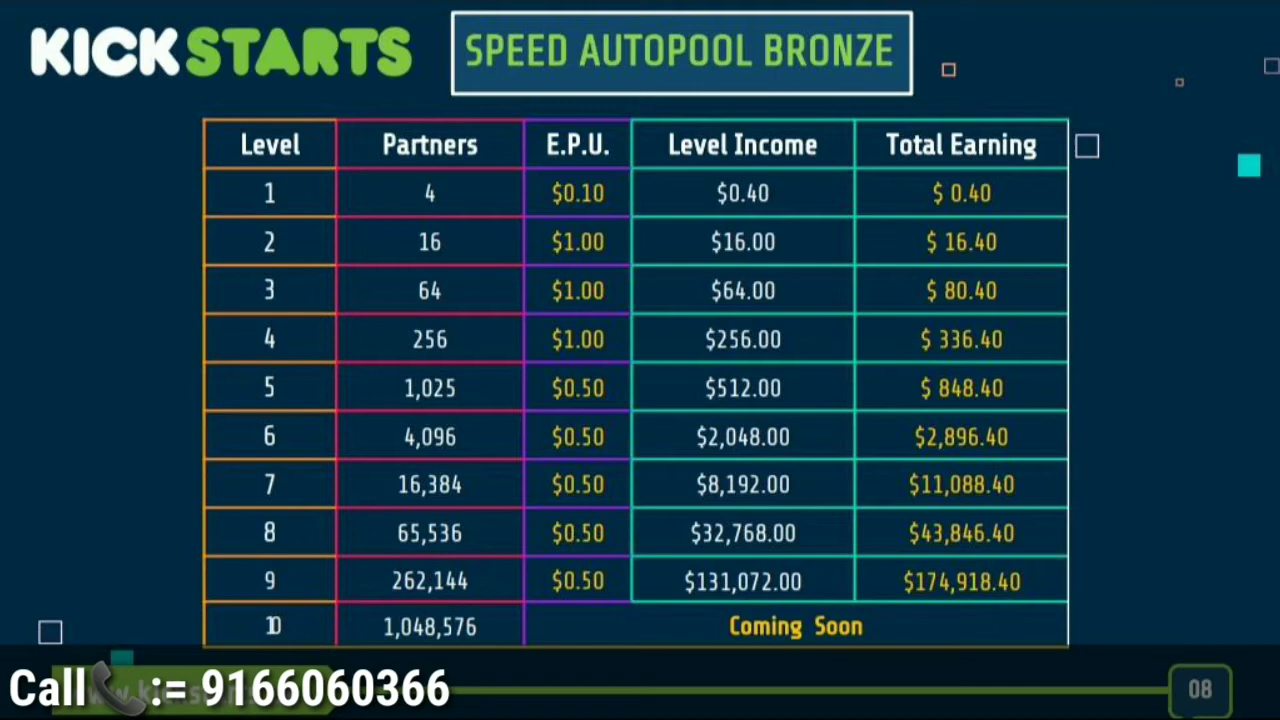 KICKSTARTS
SPEED AUTOPOOL BRONZE
Level Partners E.P.U. Level Income Total Earning
1 4 $0.10 $0.40 $ 0.40
2 16 $1.00 $16.00 $ 16.40
3 64 $1.00 $64.00 $ 80.40
4 256 $1.00 $256.00 $ 336.40
5 1,025 $0.50 $512.00 $ 848.40
6 4,096 $0.50 $2,048.00 $2,896.40
7 16,384 $0.50 $8,192.00 $11,088.40
8 65,536 $0.50 $32,768.00 $43,846.40
9 262,144 $0.50 $131,072.00 $174,918.40
10 1,048,576 Coming Soon
Call := 9166060366
08